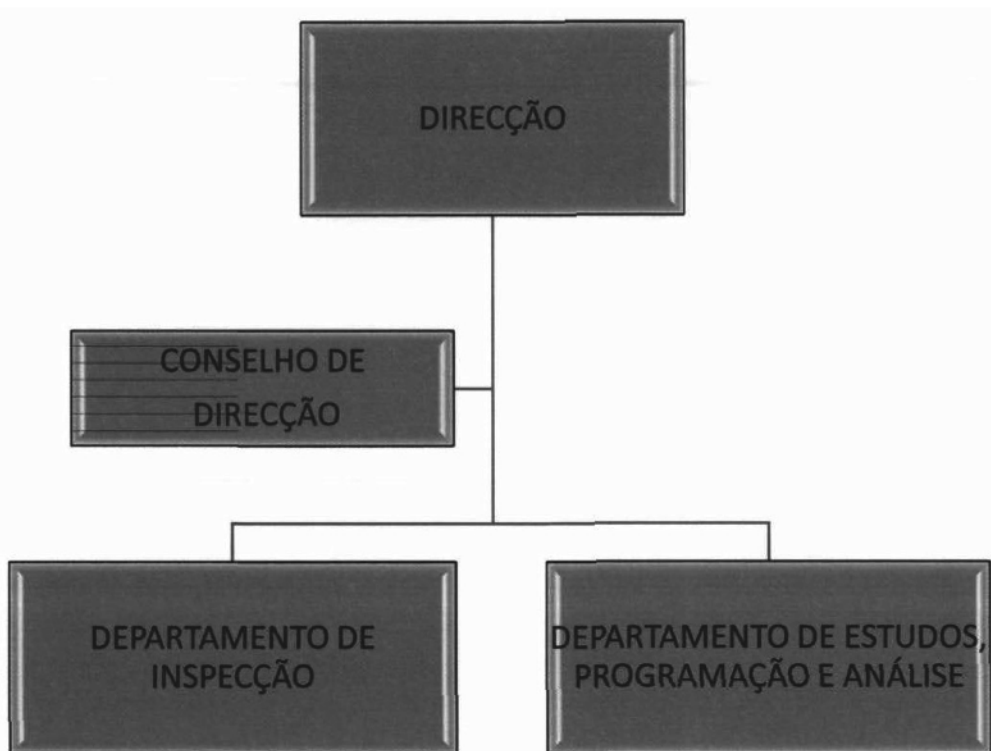 DIRECÇÃO
CONSELHO DE
DIRECÇÃO
DEPARTAMENTO DE
INSPECÇÃO
DEPARTAMENTO DE ESTUDOS,
PROGRAMAÇÃO E ANÁLISE